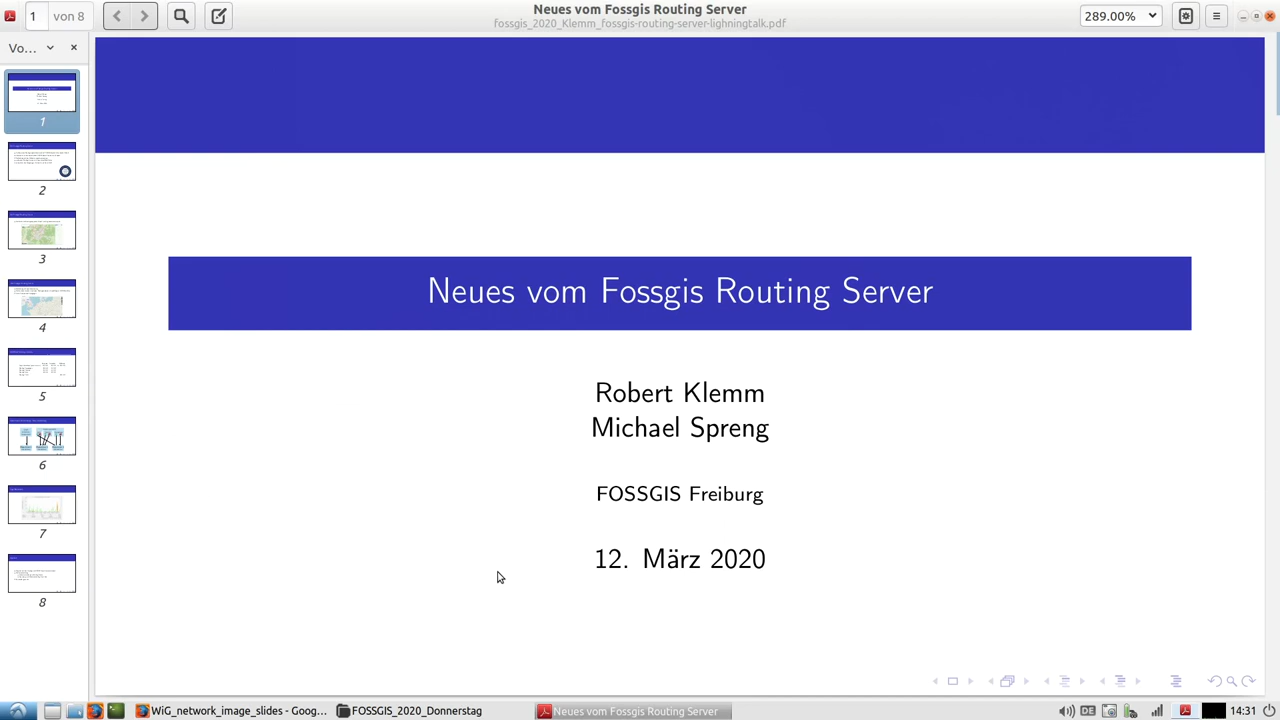 1 von 8
Neues vom Fossgis Routing Server
fossgis_2020_Klemm_fossgis-routing-server-lighningtalk.pdf
289.00%
Vo...
1
2
3
4
5
6
7
8
Neues vom Fossgis Routing Server
Robert Klemm
Michael Spreng
FOSSGIS Freiburg
12. März 2020
WiG_network_image_slides - Goog...
FOSSGIS_2020_Donnerstag
Neues vom Fossgis Routing Server
DE
14:31